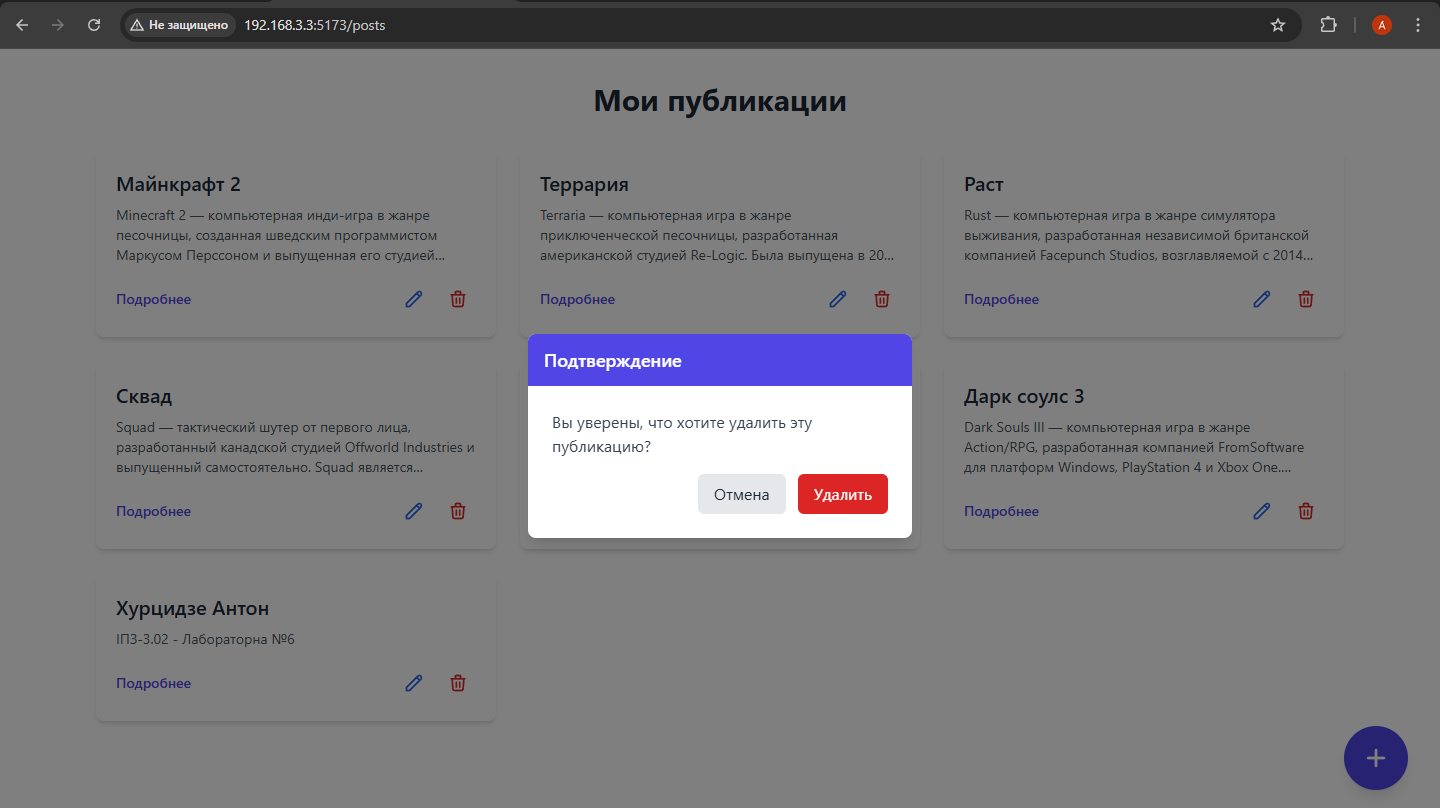 Не защищено
192.168.3.3:5173/posts
A
Мои публикации
Майнкрафт 2
Minecraft 2 — компьютерная инди-игра в жанре
песочницы, созданная шведским программистом
Маркусом Перссоном и выпущенная его студией...
Подробнее
Террария
Terraria — компьютерная игра в жанре
приключенческой песочницы, разработанная
американской студией Re-Logic. Была выпущена в 20...
Подробнее
Раст
Rust — компьютерная игра в жанре симулятора
выживания, разработанная независимой британской
компанией Facepunch Studios, возглавляемой с 2014...
Подробнее
Сквад
Squad — тактический шутер от первого лица,
разработанный канадской студией Offworld Industries и
выпущенный самостоятельно. Squad является...
Подробнее
Подтверждение
Вы уверены, что хотите удалить эту
публикацию?
Отмена
Удалить
Дарк соулс 3
Dark Souls III — компьютерная игра в жанре
Action/RPG, разработанная компанией FromSoftware
для платформ Windows, PlayStation 4 и Xbox One....
Подробнее
Хурцидзе Антон
ІПЗ-3.02 - Лабораторна №6
Подробнее